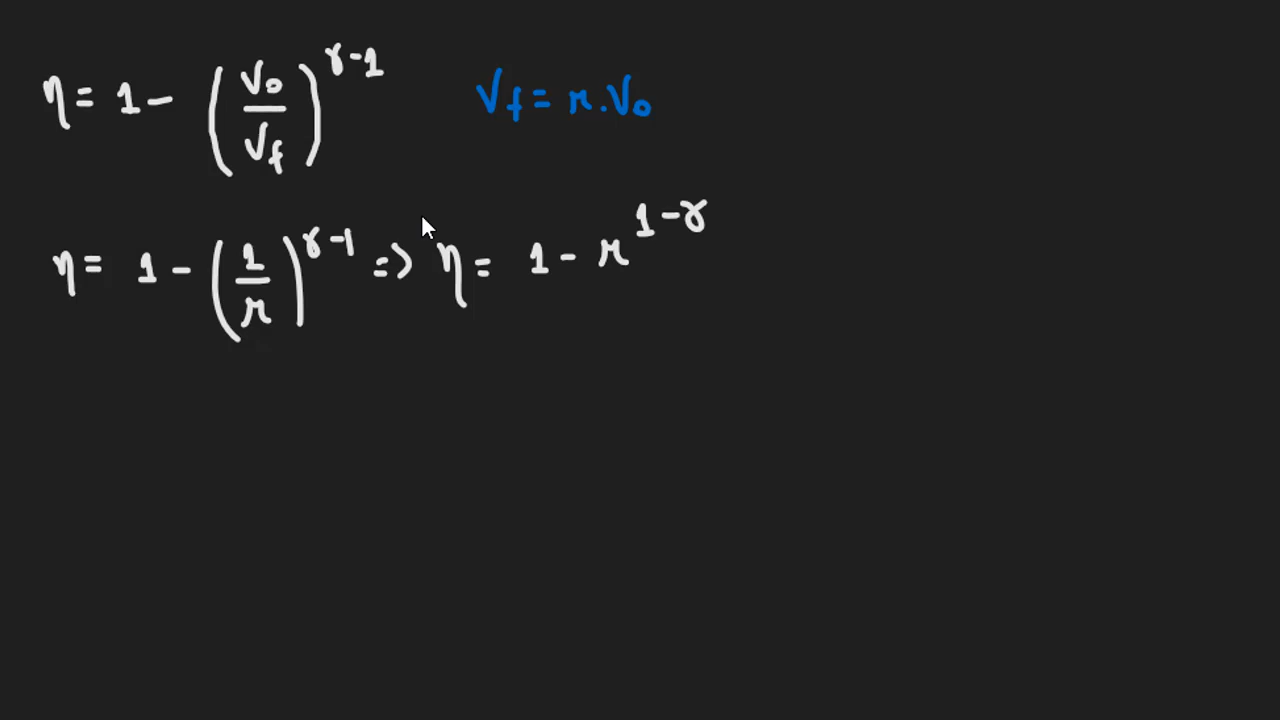 η = 1 - (V₀/V_f)^(γ-1) V_f = r.V₀
η = 1 - (1/r)^(γ-1) => η = 1 - r^(1-γ)